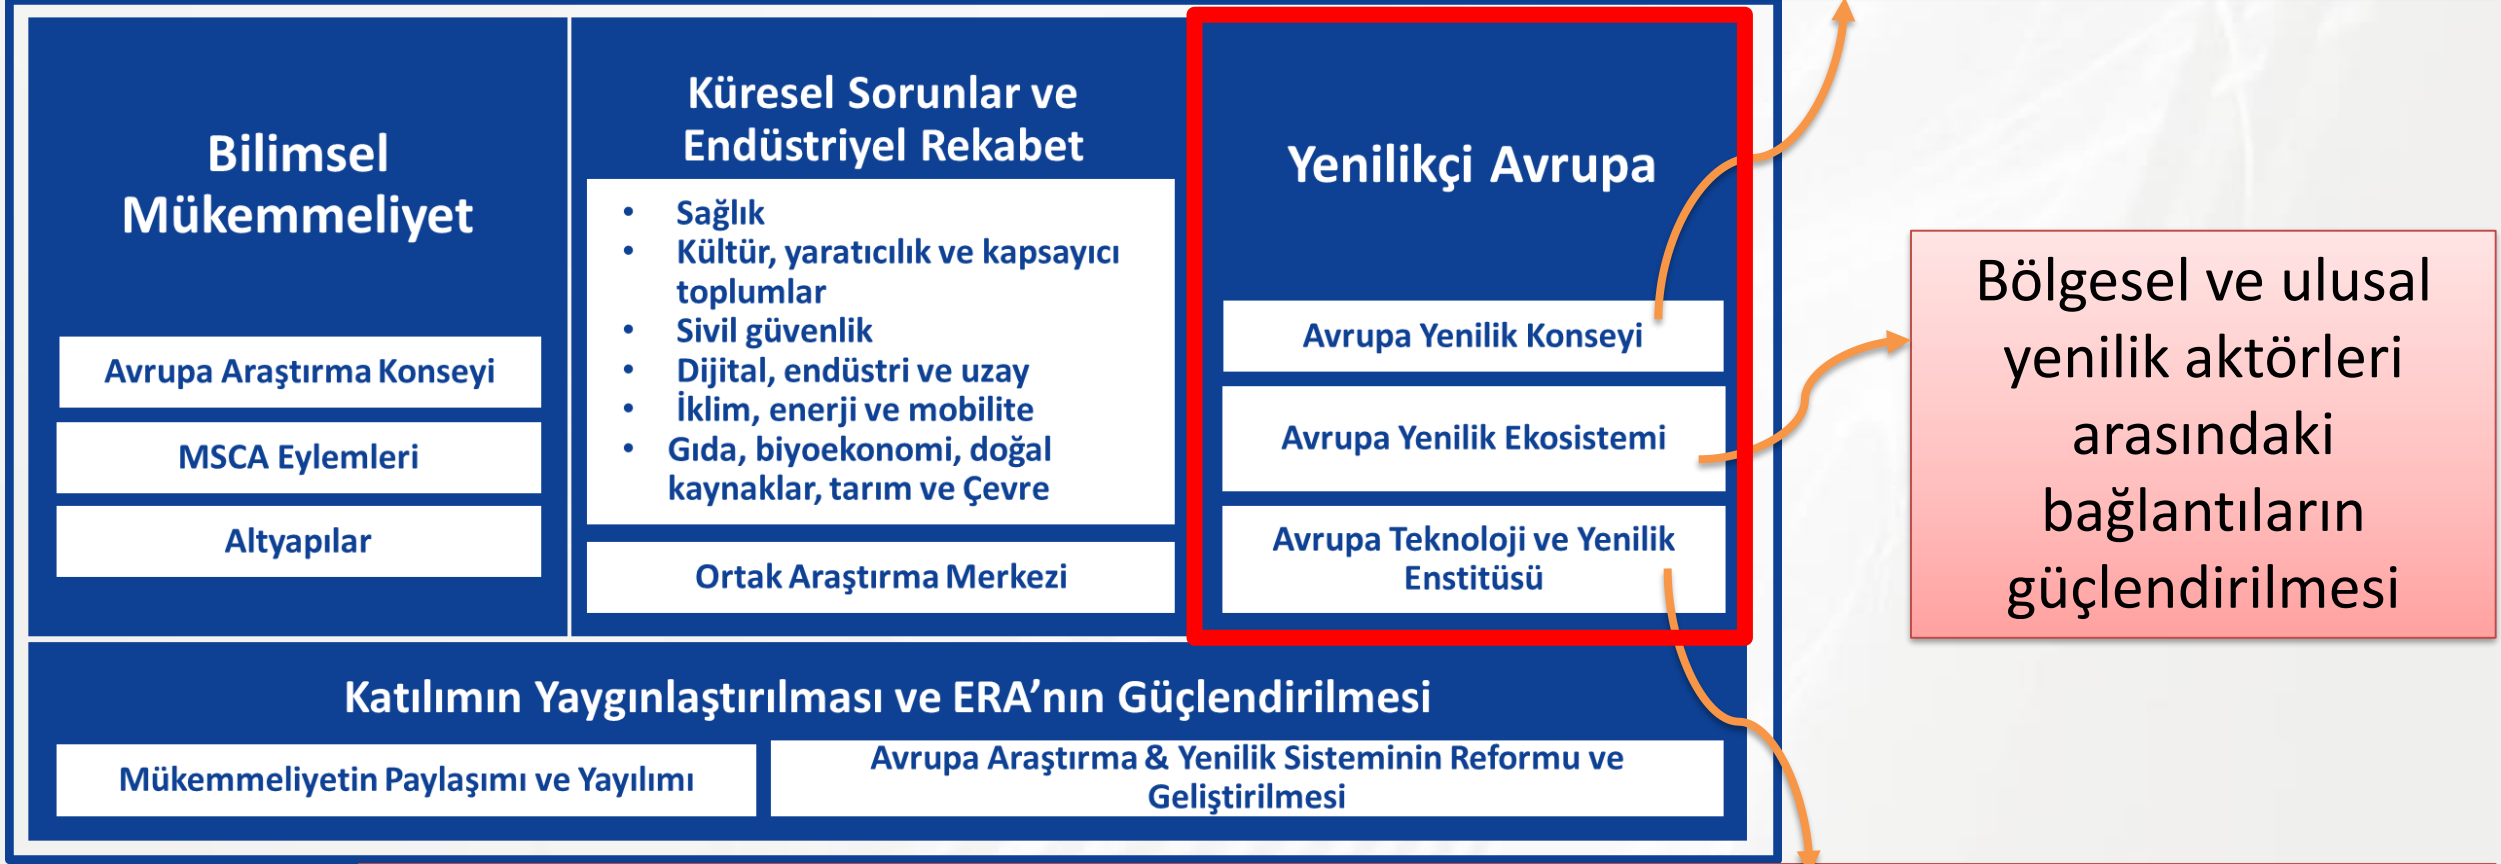 Bilimsel
Mükemmeliyet
Avrupa Araştırma Konseyi
MSCA Eylemleri
Altyapılar
Küresel Sorunlar ve
Endüstriyel Rekabet
• Sağlık
• Kültür, yaratıcılık ve kapsayıcı
toplumlar
• Sivil güvenlik
• Dijital, endüstri ve uzay
• İklim, enerji ve mobilite
• Gıda, biyoekonomi, doğal
kaynaklar, tarım ve Çevre
Ortak Araştırma Merkezi
Yenilikçi Avrupa
Avrupa Yenilik Konseyi
Avrupa Yenilik Ekosistemi
Avrupa Teknoloji ve Yenilik
Enstitüsü
Katılımın Yaygınlaştırılması ve ERA’nın Güçlendirilmesi
Mükemmeliyetin Paylaşımı ve Yayılımı
Avrupa Araştırma & Yenilik Sisteminin Reformu ve
Geliştirilmesi
Bölgesel ve ulusal
yenilik aktörleri
arasındaki
bağlantıların
güçlendirilmesi